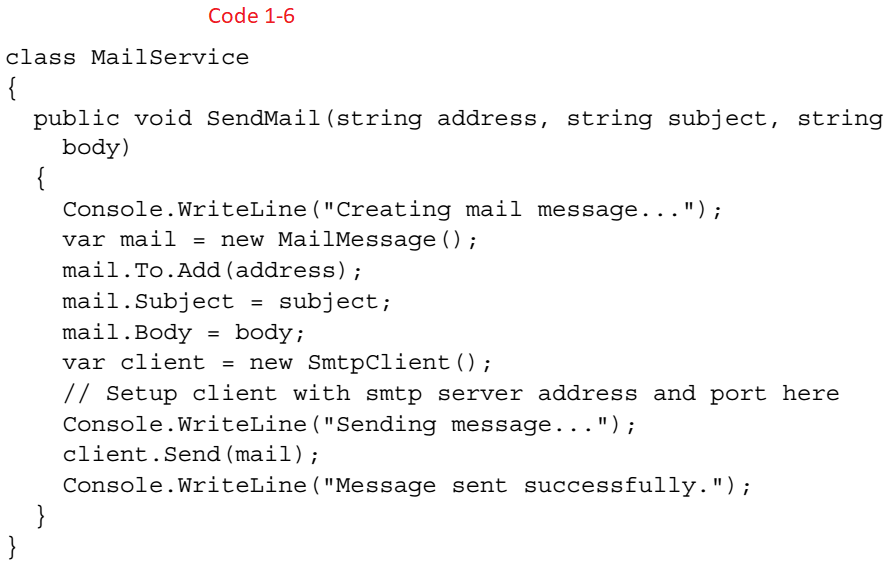 Code 1-6
class MailService
{
  public void SendMail(string address, string subject, string
    body)
  {
    Console.WriteLine("Creating mail message...");
    var mail = new MailMessage();
    mail.To.Add(address);
    mail.Subject = subject;
    mail.Body = body;
    var client = new SmtpClient();
    // Setup client with smtp server address and port here
    Console.WriteLine("Sending message...");
    client.Send(mail);
    Console.WriteLine("Message sent successfully.");
  }
}